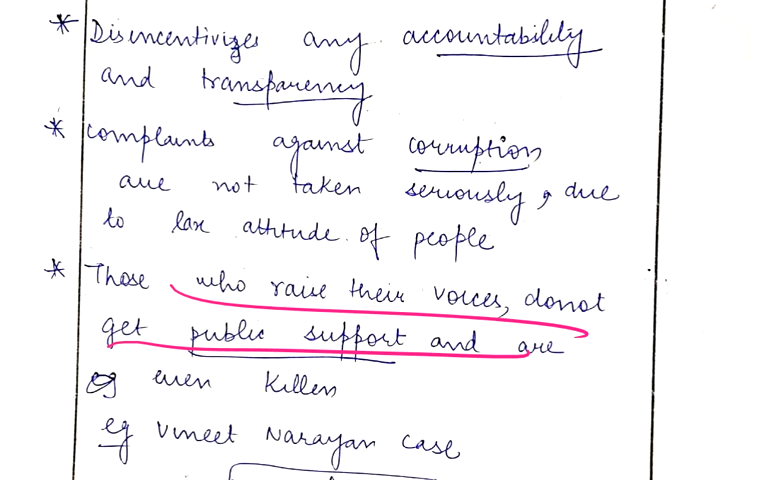 * Disincentivizes any accountability
and transparency
* Complaints against corruption
are not taken seriously, due
to lax attitude of people
* Those who raise their voices, donot
get public support and are
even killen
eg Vineet Narayan case